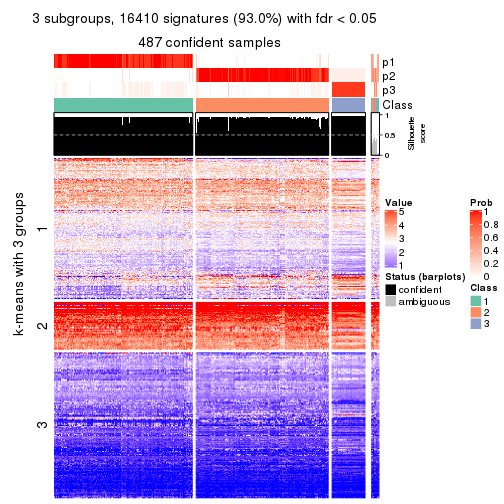 3 subgroups, 16410 signatures (93.0%) with fdr < 0.05
487 confident samples
p1
p2
p3
Class
1
0.5
0
Silhouette
score
k-means with 3 groups
1
2
3
Value
5
4
3
2
1
Status (barplots)
confident
ambiguous
Prob
1
0.8
0.6
0.4
0.2
0
Class
1
2
3